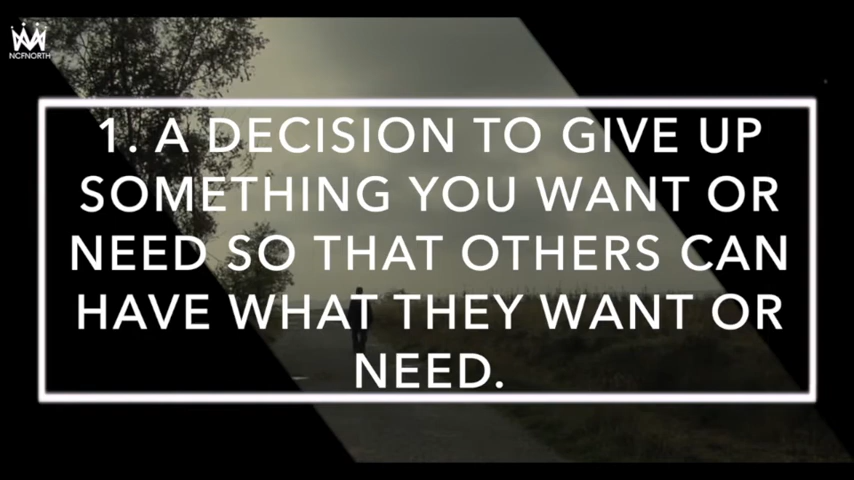 NCFNORTH
1. A DECISION TO GIVE UP
SOMETHING YOU WANT OR
NEED SO THAT OTHERS CAN
HAVE WHAT THEY WANT OR
NEED.